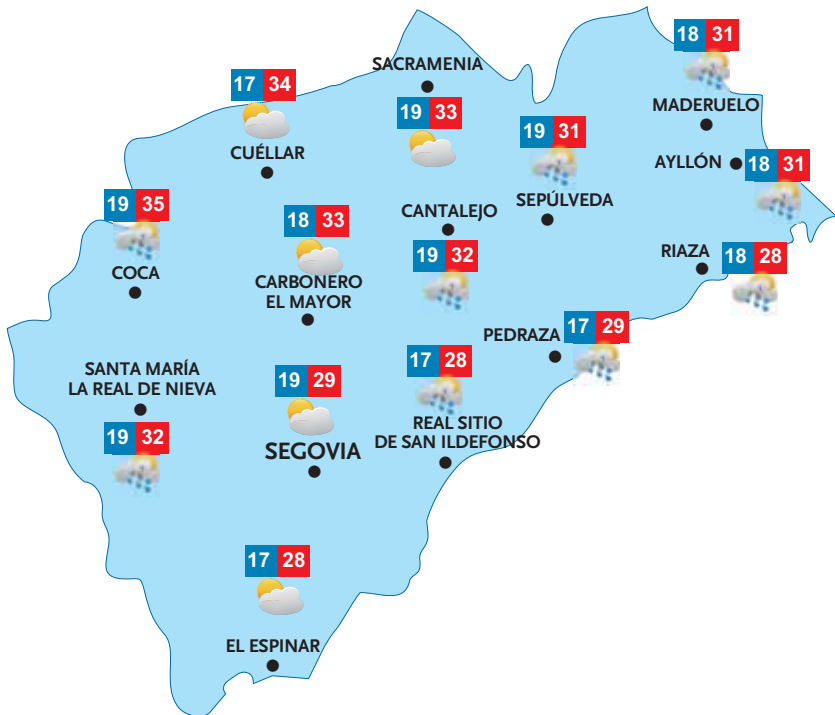 18 31
MADERUELO
SACRAMENIA
19 33
17 34
CUÉLLAR
19 31
SEPÚLVEDA
AYLLÓN
18 31
19 35
COCA
18 33
CARBONERO
EL MAYOR
CANTALEJO
19 32
RIAZA
18 28
PEDRAZA
17 29
SANTA MARÍA
LA REAL DE NIEVA
19 32
19 29
SEGOVIA
17 28
REAL SITIO
DE SAN ILDEFONSO
17 28
EL ESPINAR